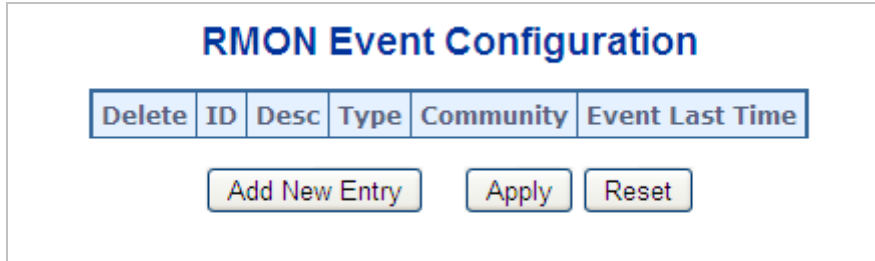 RMON Event Configuration
Delete ID Desc Type Community Event Last Time
Add New Entry Apply Reset